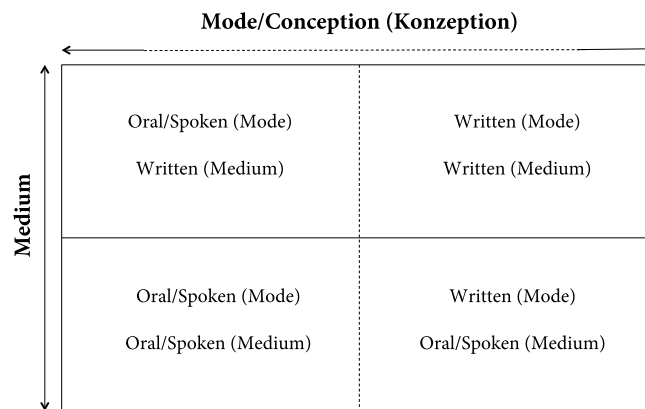 Mode/Conception (Konzeption)
Medium
Oral/Spoken (Mode)
Written (Medium)
Written (Mode)
Written (Medium)
Oral/Spoken (Mode)
Oral/Spoken (Medium)
Written (Mode)
Oral/Spoken (Medium)